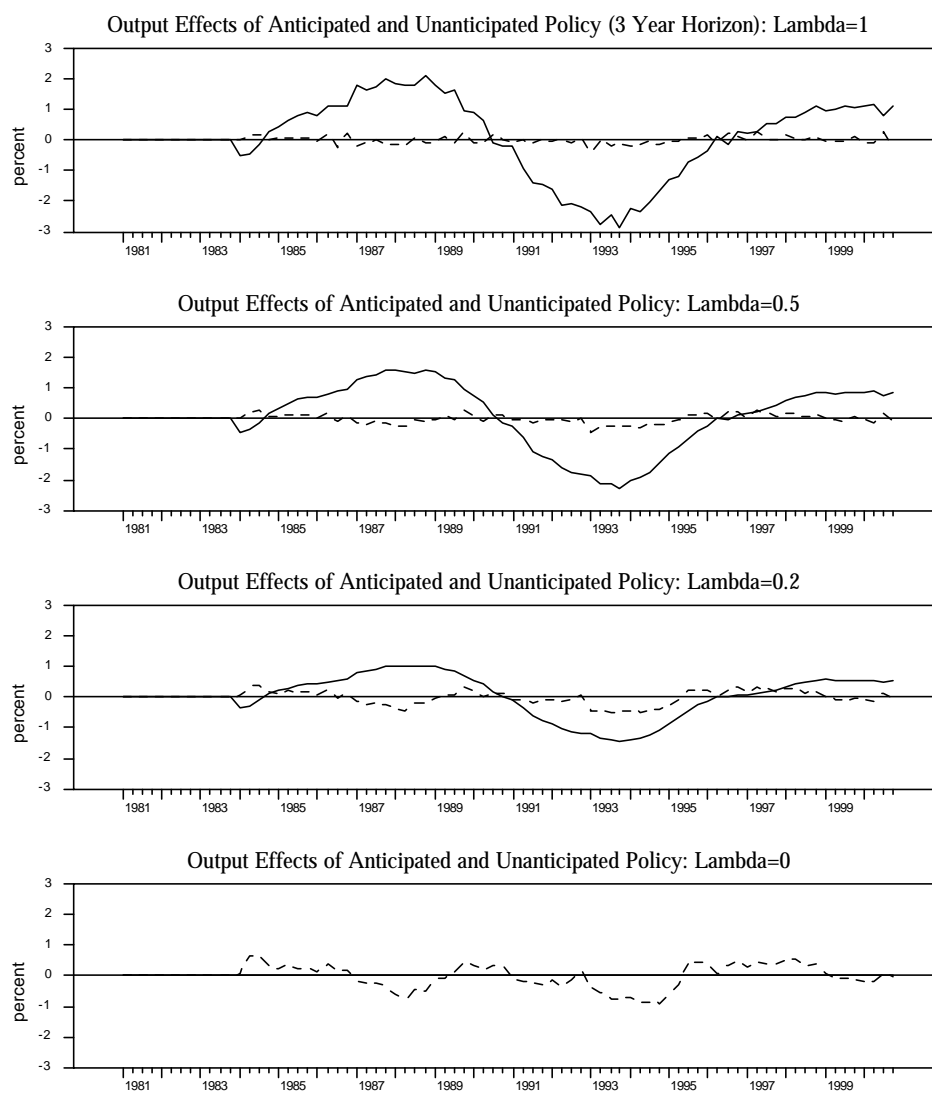 Output Effects of Anticipated and Unanticipated Policy (3 Year Horizon): Lambda=1
3
2
1
0
-1
-2
-3
percent
1981 1983 1985 1987 1989 1991 1993 1995 1997 1999
Output Effects of Anticipated and Unanticipated Policy: Lambda=0.5
3
2
1
0
-1
-2
-3
percent
1981 1983 1985 1987 1989 1991 1993 1995 1997 1999
Output Effects of Anticipated and Unanticipated Policy: Lambda=0.2
3
2
1
0
-1
-2
-3
percent
1981 1983 1985 1987 1989 1991 1993 1995 1997 1999
Output Effects of Anticipated and Unanticipated Policy: Lambda=0
3
2
1
0
-1
-2
-3
percent
1981 1983 1985 1987 1989 1991 1993 1995 1997 1999